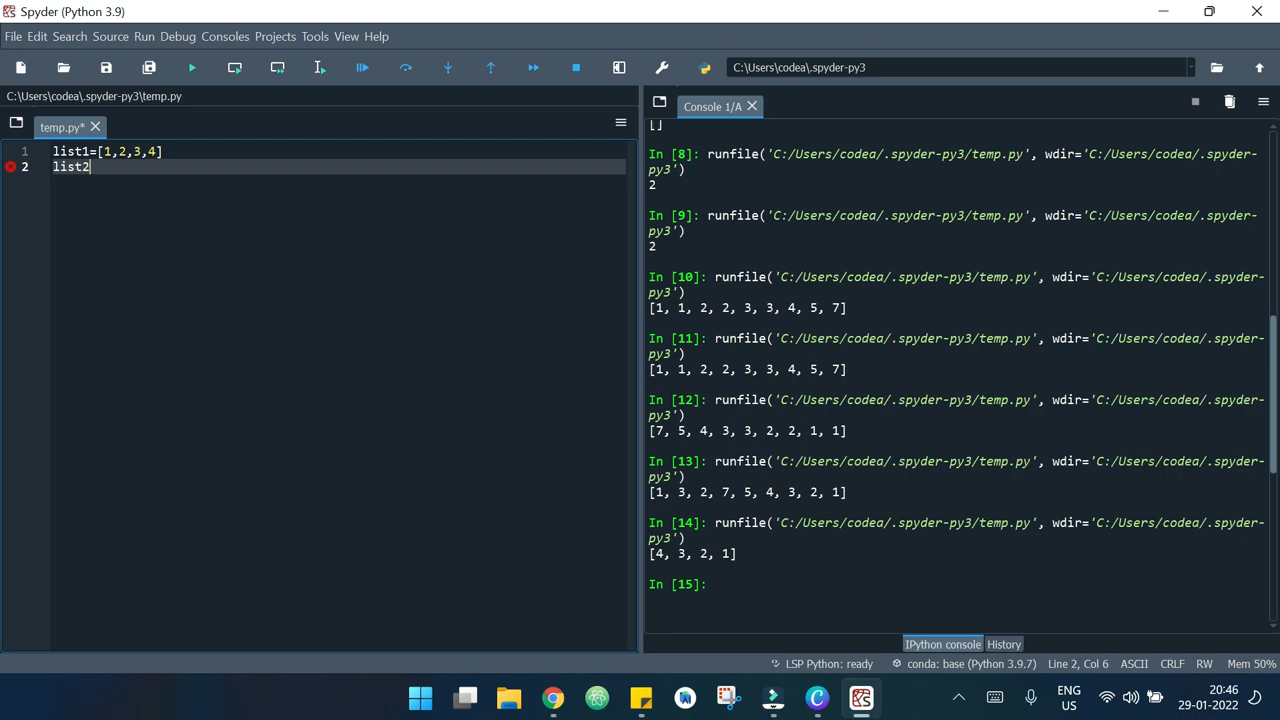 Spyder (Python 3.9)
File Edit Search Source Run Debug Consoles Projects Tools View Help
C:\Users\codea\.spyder-py3
C:\Users\codea\.spyder-py3\temp.py
temp.py*
1 list1=[1,2,3,4]
2 list2
Console 1/A
[]
In [8]: runfile('C:/Users/codea/.spyder-py3/temp.py', wdir='C:/Users/codea/.spyder-
py3')
2
In [9]: runfile('C:/Users/codea/.spyder-py3/temp.py', wdir='C:/Users/codea/.spyder-
py3')
2
In [10]: runfile('C:/Users/codea/.spyder-py3/temp.py', wdir='C:/Users/codea/.spyder-
py3')
[1, 1, 2, 2, 3, 3, 4, 5, 7]
In [11]: runfile('C:/Users/codea/.spyder-py3/temp.py', wdir='C:/Users/codea/.spyder-
py3')
[1, 1, 2, 2, 3, 3, 4, 5, 7]
In [12]: runfile('C:/Users/codea/.spyder-py3/temp.py', wdir='C:/Users/codea/.spyder-
py3')
[7, 5, 4, 3, 3, 2, 2, 1, 1]
In [13]: runfile('C:/Users/codea/.spyder-py3/temp.py', wdir='C:/Users/codea/.spyder-
py3')
[1, 3, 2, 7, 5, 4, 3, 2, 1]
In [14]: runfile('C:/Users/codea/.spyder-py3/temp.py', wdir='C:/Users/codea/.spyder-
py3')
[4, 3, 2, 1]
In [15]:
IPython console History
LSP Python: ready conda: base (Python 3.9.7) Line 2, Col 6 ASCII CRLF RW Mem 50%
ENG
US
20:46
29-01-2022